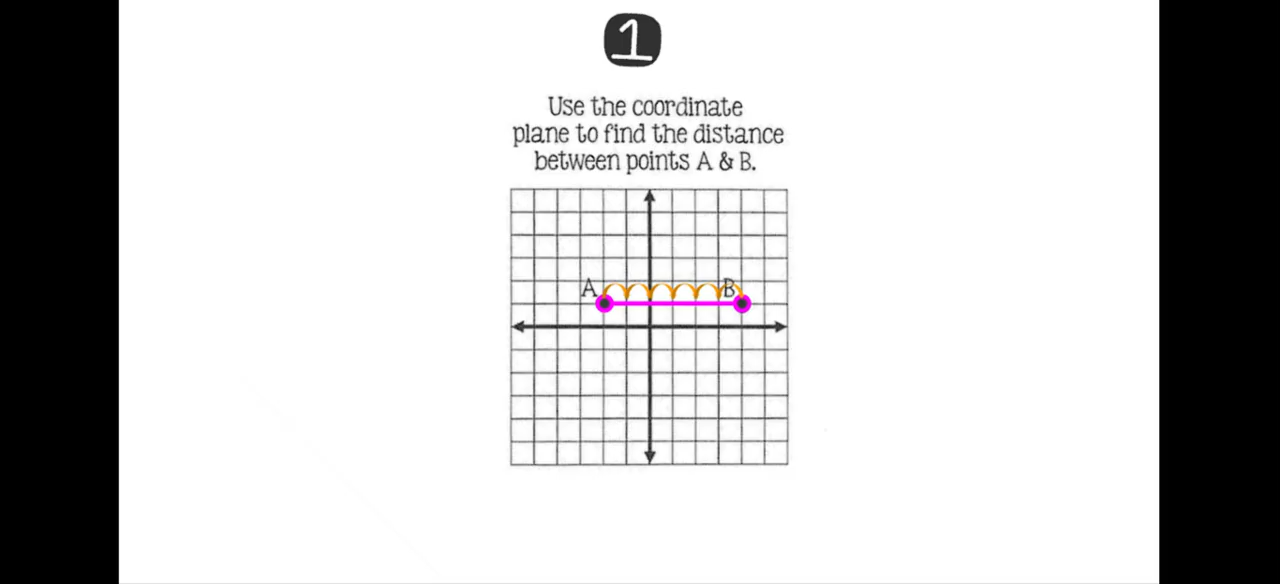 1
Use the coordinate
plane to find the distance
between points A & B.
A
B